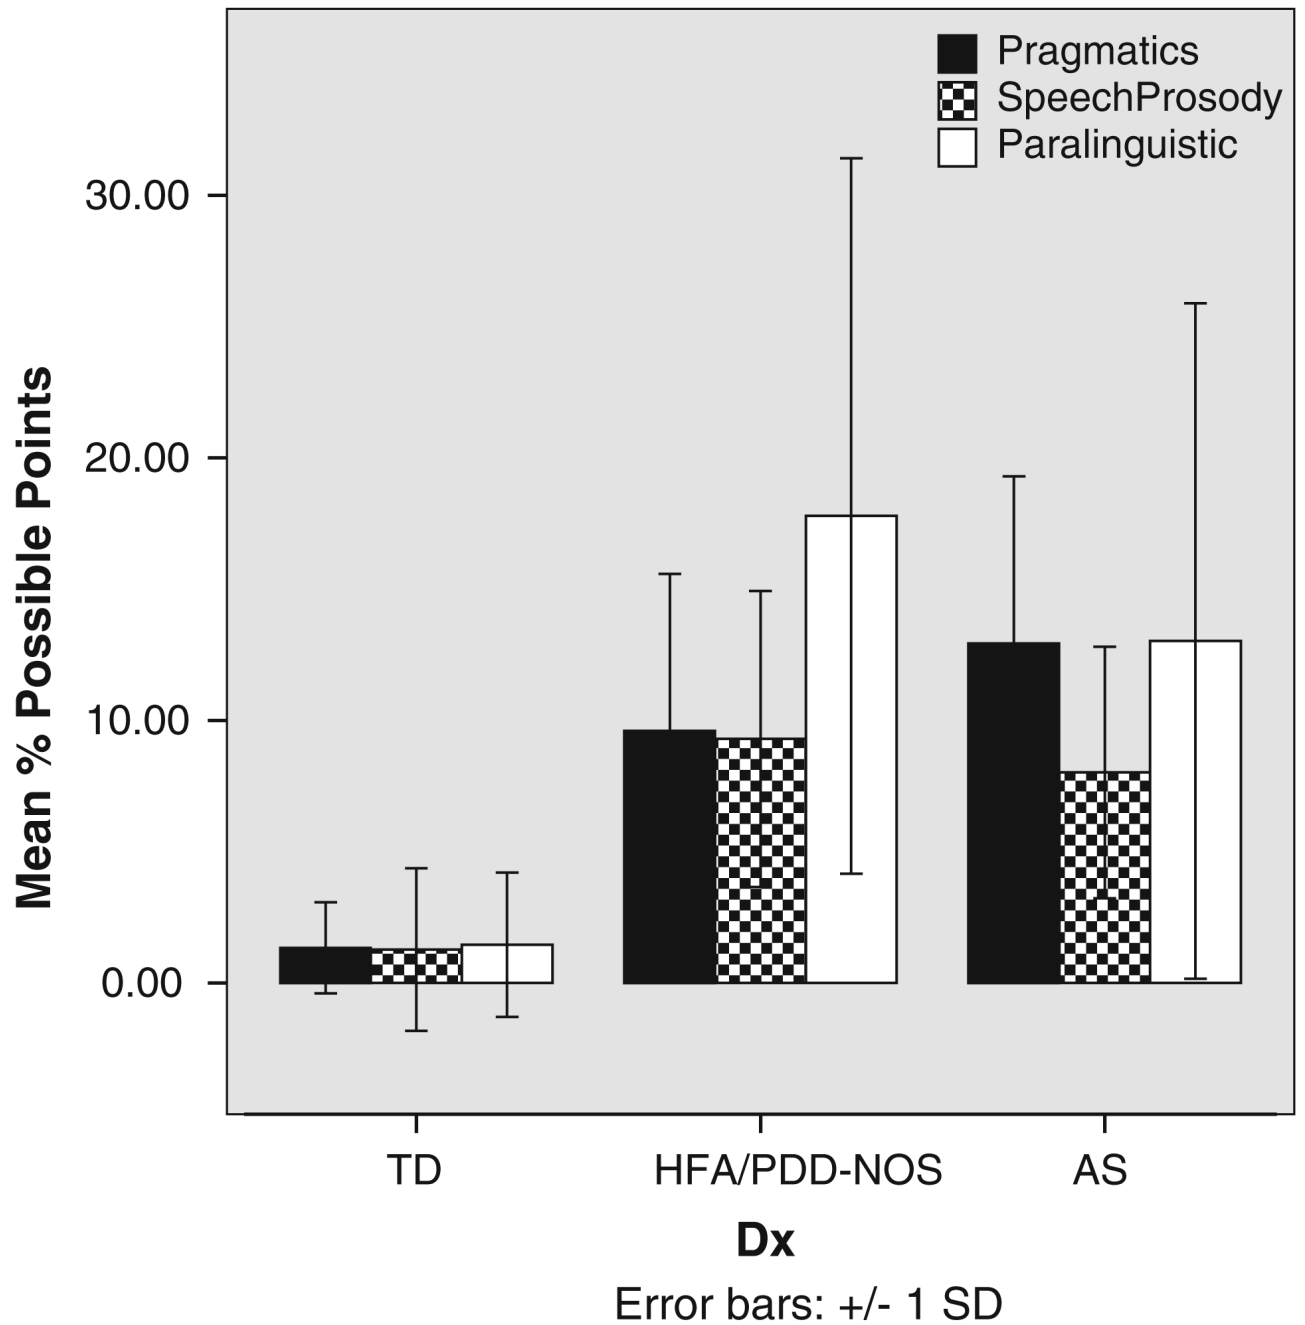 Pragmatics
SpeechProsody
Paralinguistic
30.00
20.00
10.00
0.00
Mean % Possible Points
TD
HFA/PDD-NOS
AS
Dx
Error bars: +/- 1 SD